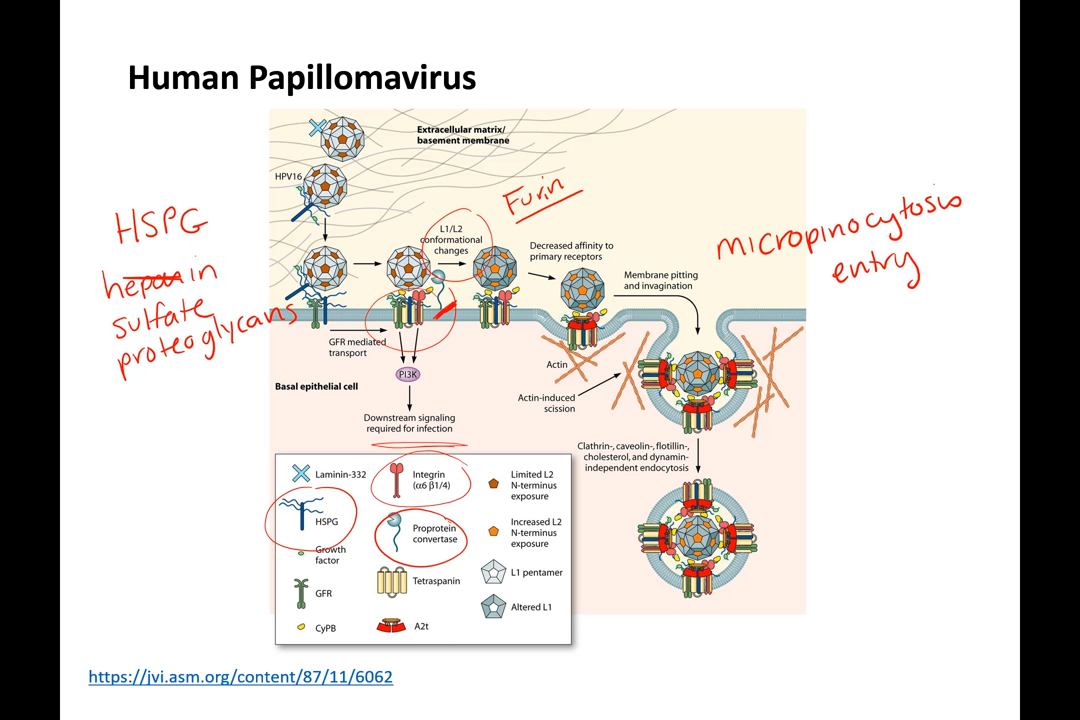 Human Papillomavirus
Extracellular matrix/
basement membrane
HPV16
Furin
HSPG
L1/L2
conformational
changes
Decreased affinity to
primary receptors
Membrane pitting
and invagination
micropinocytosis
entry
in
sulfate
proteoglycans
GFR mediated
transport
PI3K
Actin
Basal epithelial cell
Actin-induced
scission
Downstream signaling
required for infection
Clathrin-, caveolin-, flotillin-,
cholesterol, and dynamin-
independent endocytosis
Laminin-332
Integrin
(α6 β1/4)
Limited L2
N-terminus
exposure
HSPG
Proprotein
convertase
Increased L2
N-terminus
exposure
Growth
factor
GFR
Tetraspanin
L1 pentamer
CyPB
A2t
Altered L1
https://jvi.asm.org/content/87/11/6062